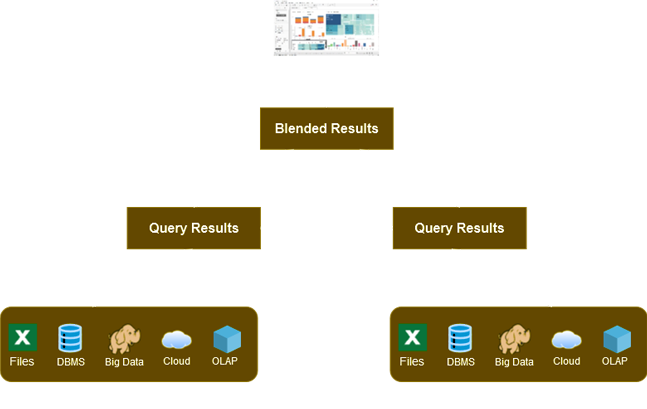 Blended Results
Query Results
Query Results
Files
DBMS
Big Data
Cloud
OLAP
Files
DBMS
Big Data
Cloud
OLAP